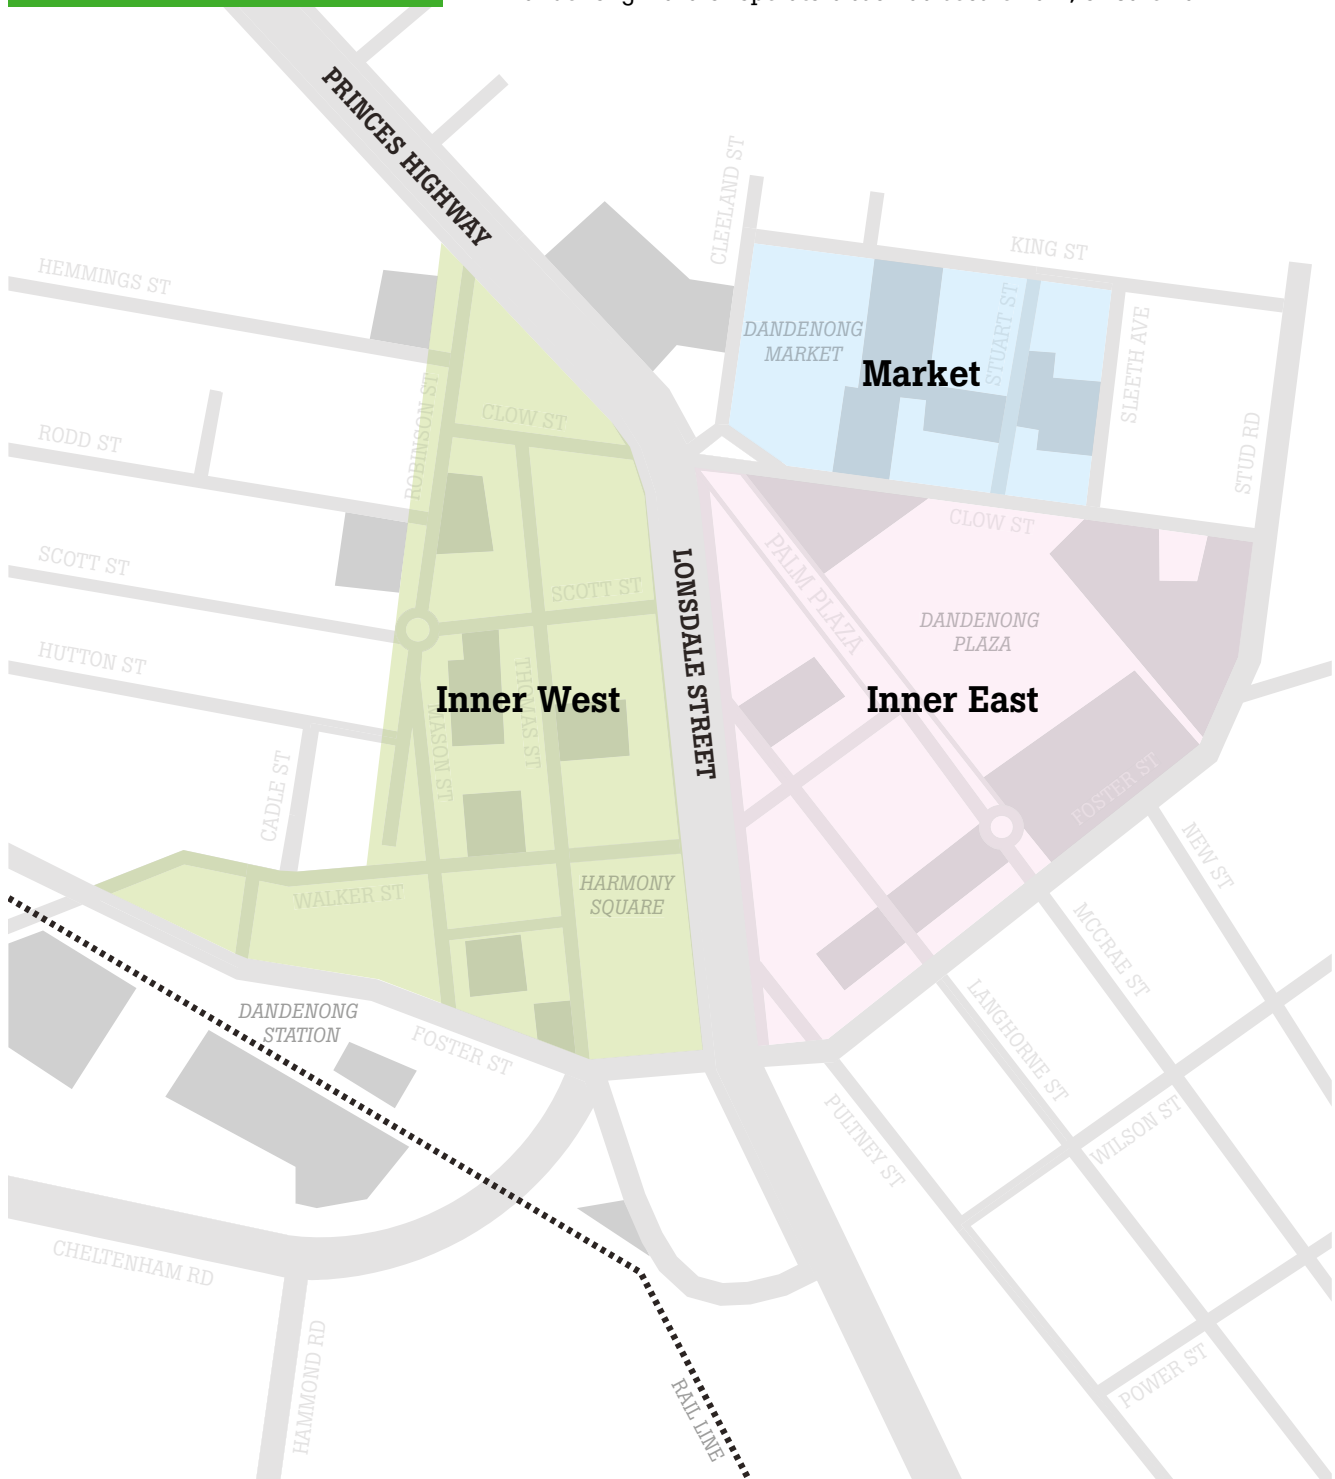 PRINCES HIGHWAY
CLEELAND ST
KING ST
HEMMINGS ST
DANDENONG
MARKET
STUART ST
Market
SLEETH AVE
ROBINSON ST
CLOW ST
STUD RD
RODD ST
CLOW ST
SCOTT ST
SCOTT ST
LONSDALE STREET
PALM PLAZA
DANDENONG
PLAZA
HUTTON ST
Inner West
Inner East
THOMAS ST
MASON ST
CADLE ST
FOSTER ST
NEW ST
WALKER ST
HARMONY
SQUARE
MCCRAE ST
LANGHORNE ST
DANDENONG
STATION
FOSTER ST
PULTNEY ST
WILSON ST
CHELTENHAM RD
HAMMOND RD
RAIL LINE
POWER ST